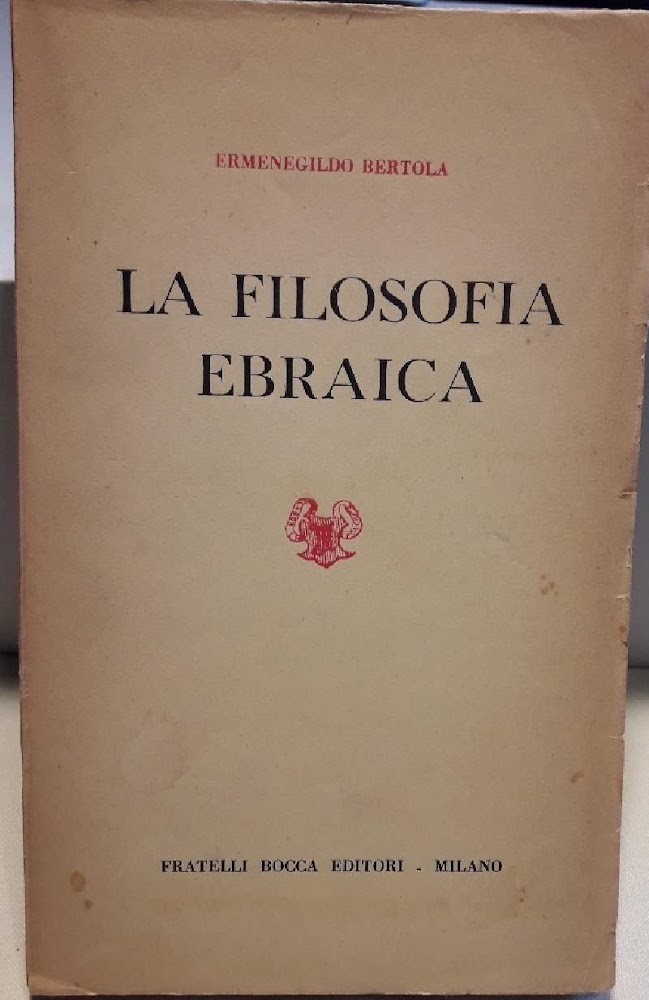 ERMENEGILDO BERTOLA
LA FILOSOFIA
EBRAICA
FRATELLI BOCCA EDITORI - MILANO